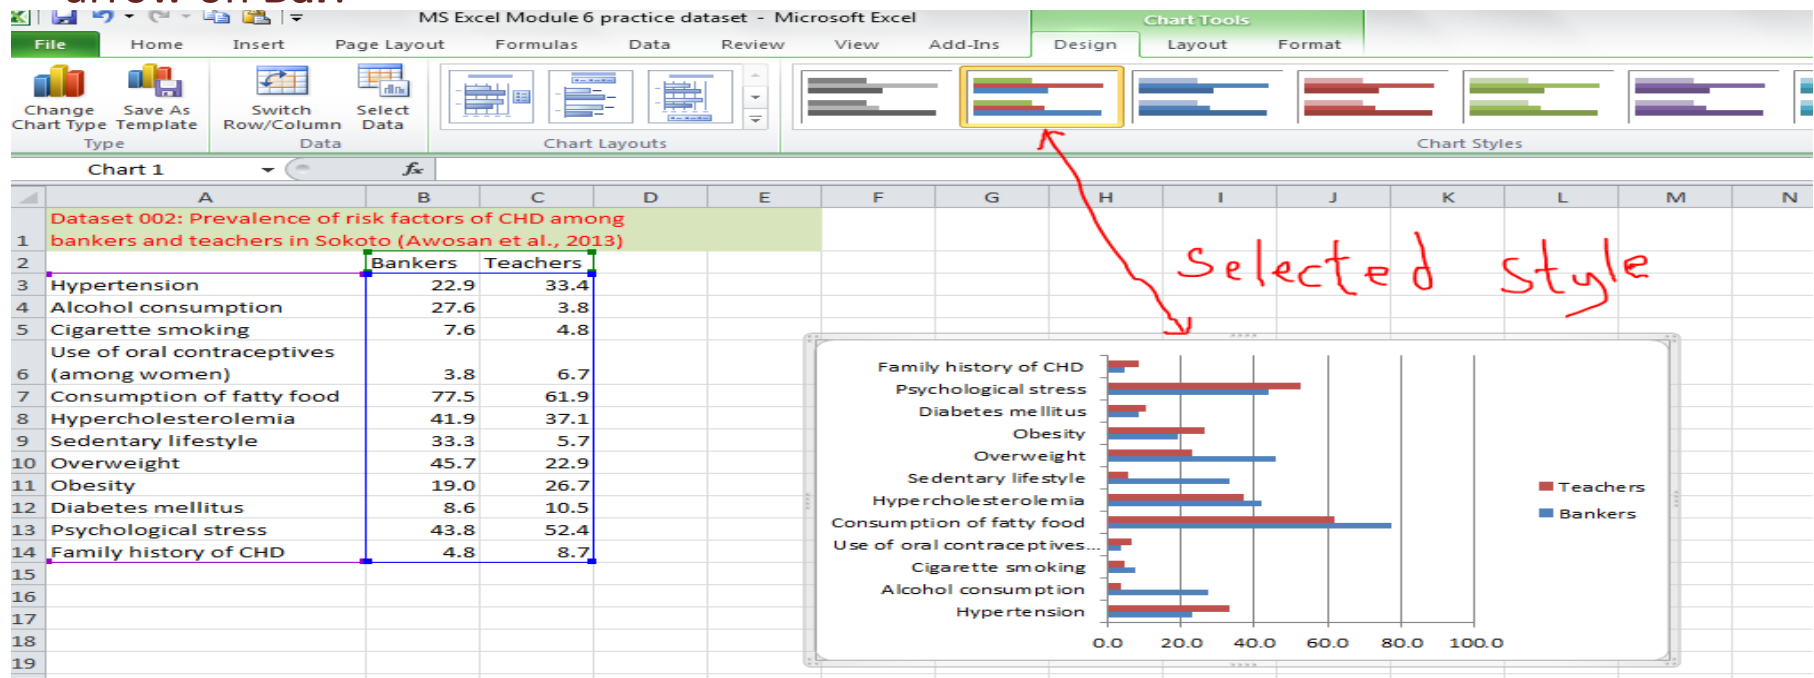 MS Excel Module 6 practice dataset - Microsoft Excel
Chart Tools
File Home Insert Page Layout Formulas Data Review View Add-Ins Design Layout Format
Change Chart Type
Save As Template
Switch Row/Column
Select Data
Type Data Chart Layouts Chart Styles
Chart 1 fx
A B C D E F G H I J K L M N
1 Dataset 002: Prevalence of risk factors of CHD among
bankers and teachers in Sokoto (Awosan et al., 2013)
2 Bankers Teachers
3 Hypertension 22.9 33.4
4 Alcohol consumption 27.6 3.8
5 Cigarette smoking 7.6 4.8
Use of oral contraceptives
6 (among women) 3.8 6.7
7 Consumption of fatty food 77.5 61.9
8 Hypercholesterolemia 41.9 37.1
9 Sedentary lifestyle 33.3 5.7
10 Overweight 45.7 22.9
11 Obesity 19.0 26.7
12 Diabetes mellitus 8.6 10.5
13 Psychological stress 43.8 52.4
14 Family history of CHD 4.8 8.7
15
16
17
18
19
Selected style
Family history of CHD
Psychological stress
Diabetes mellitus
Obesity
Overweight
Sedentary lifestyle
Hypercholesterolemia
Consumption of fatty food
Use of oral contraceptives...
Cigarette smoking
Alcohol consumption
Hypertension
0.0 20.0 40.0 60.0 80.0 100.0
Teachers
Bankers